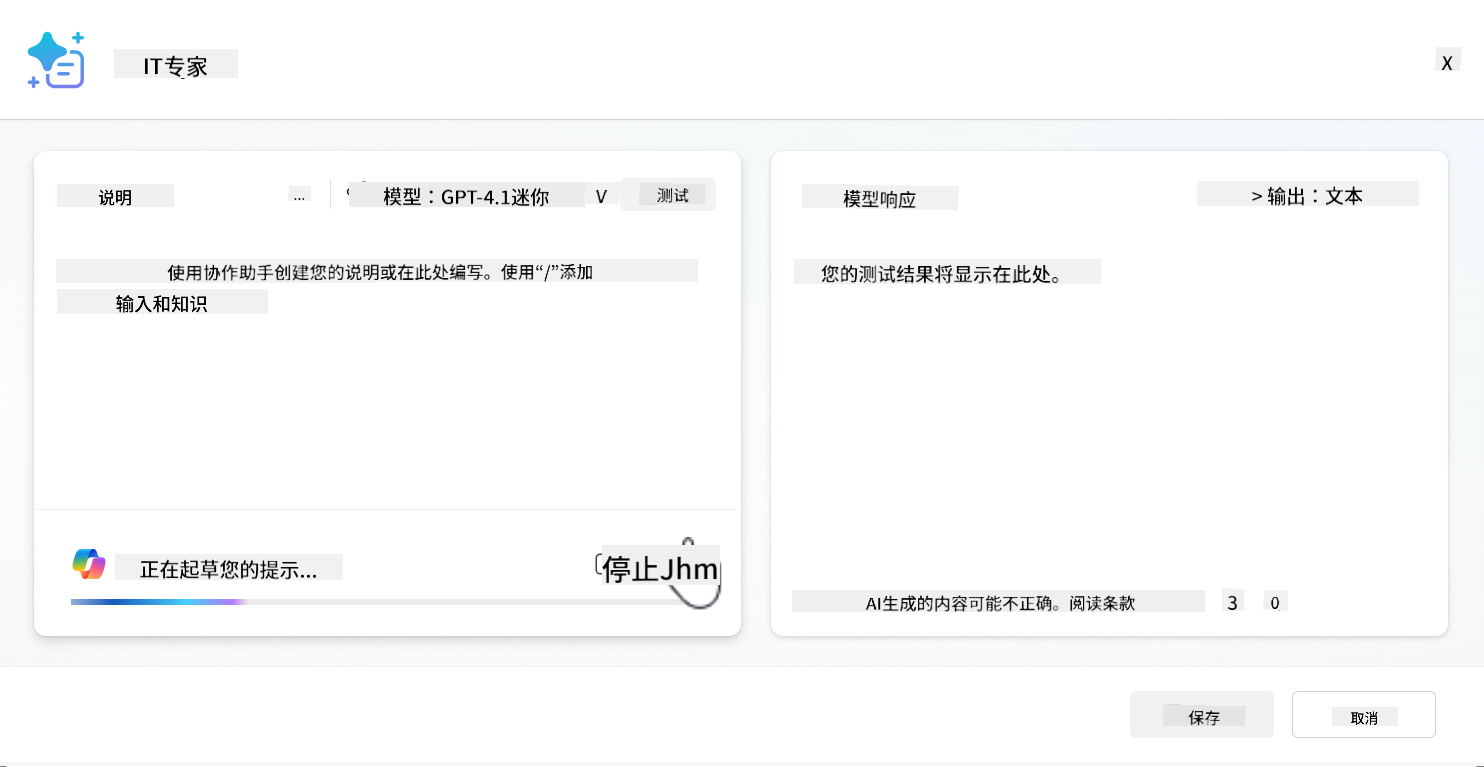 IT专家
X
说明
...
模型：GPT-4.1迷你
V
测试
使用协作助手创建您的说明或在此处编写。使用“/”添加
输入和知识
正在起草您的提示...
停止Jhm
模型响应
> 输出：文本
您的测试结果将显示在此处。
AI生成的内容可能不正确。阅读条款
3
0
保存
取消